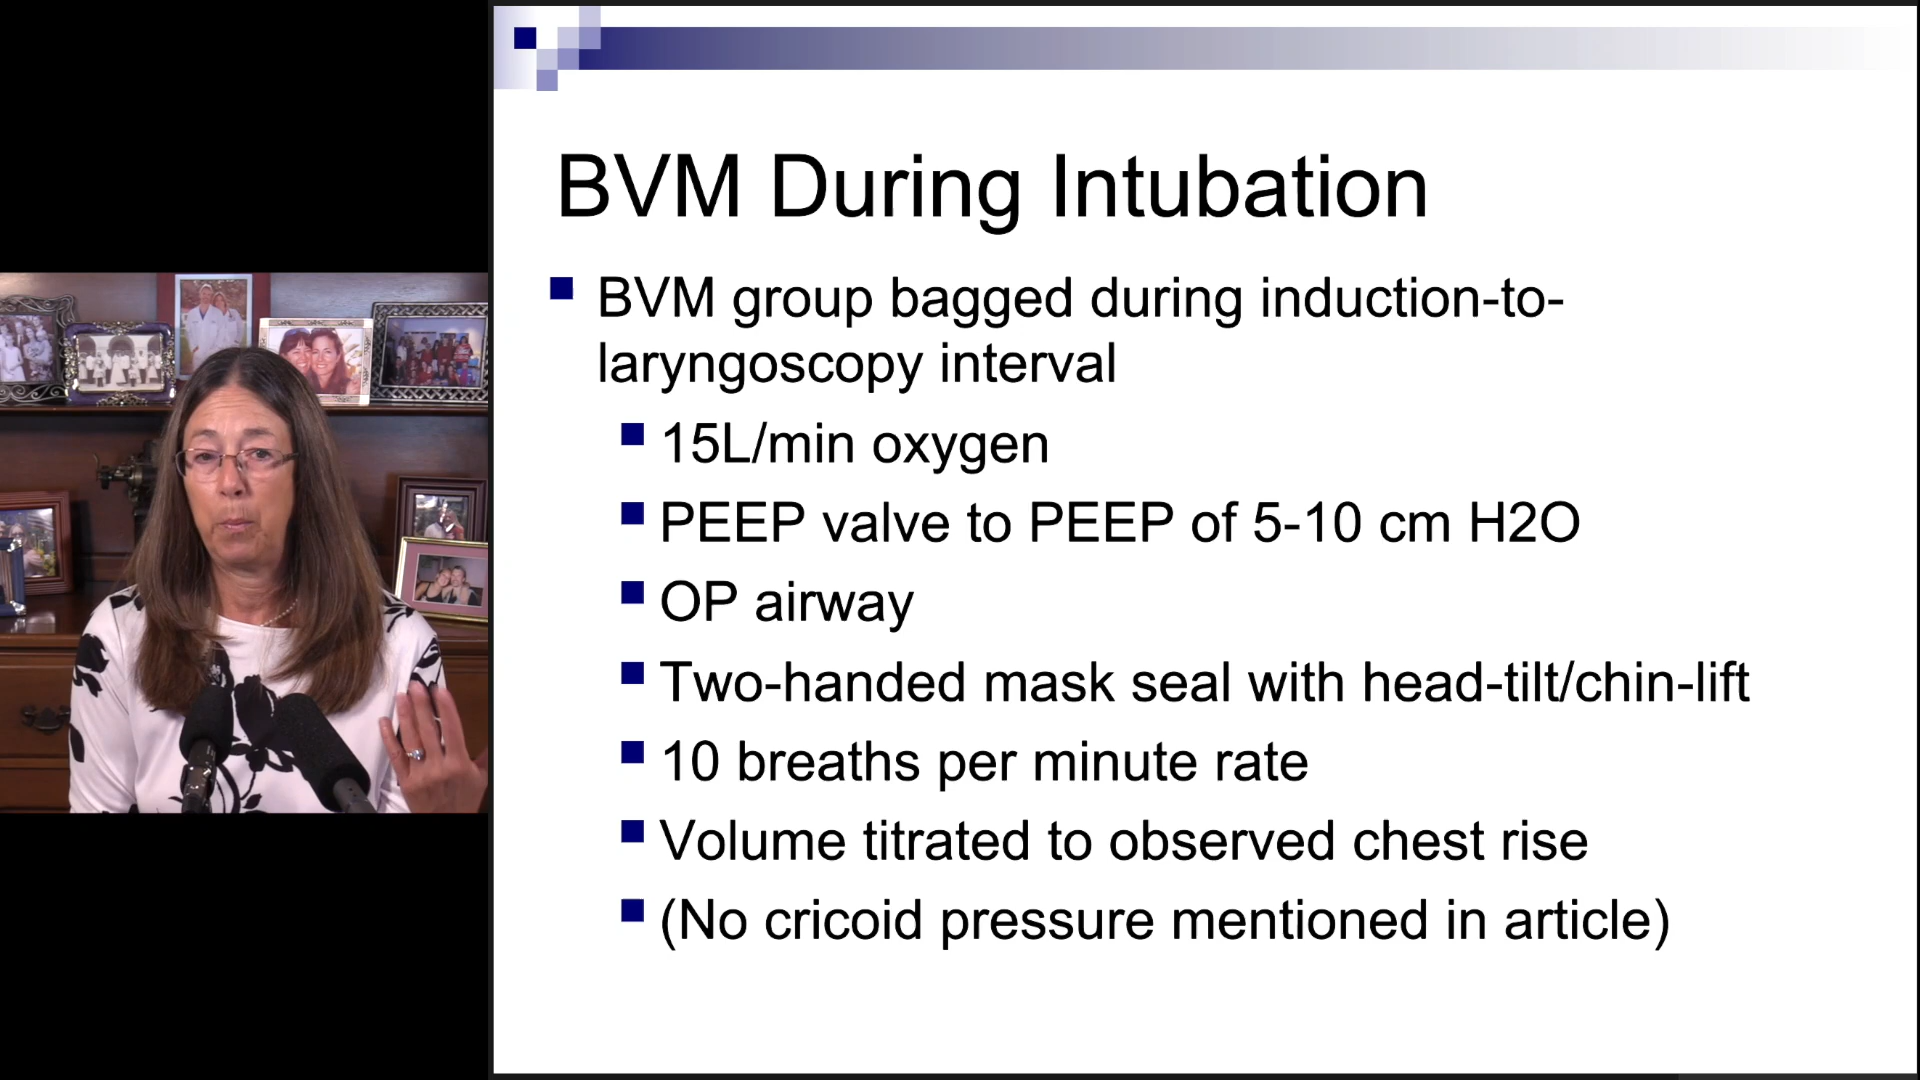 BVM During Intubation
BVM group bagged during induction-to-
laryngoscopy interval
15L/min oxygen
PEEP valve to PEEP of 5-10 cm H2O
OP airway
Two-handed mask seal with head-tilt/chin-lift
10 breaths per minute rate
Volume titrated to observed chest rise
(No cricoid pressure mentioned in article)